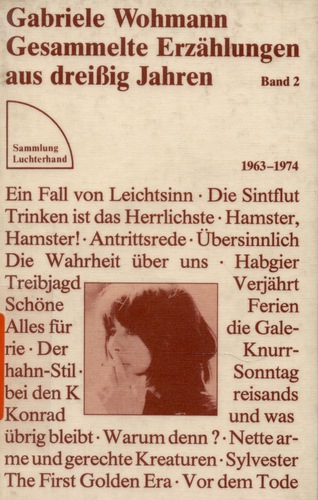 Gabriele Wohmann
Gesammelte Erzählungen
aus dreißig Jahren Band 2
Sammlung
Luchterhand
1963–1974
Ein Fall von Leichtsinn · Die Sintflut
Trinken ist das Herrlichste · Hamster,
Hamster! · Antrittsrede · Übersinnlich
Die Wahrheit über uns · Habgier
Treibjagd Verjährt
Schöne Ferien
Alles für die Gale-
rie · Der Knurr-
hahn-Stil · Sonntag
bei den K reisands
Konrad und was
übrig bleibt · Warum denn? · Nette ar-
me und gerechte Kreaturen · Sylvester
The First Golden Era · Vor dem Tode